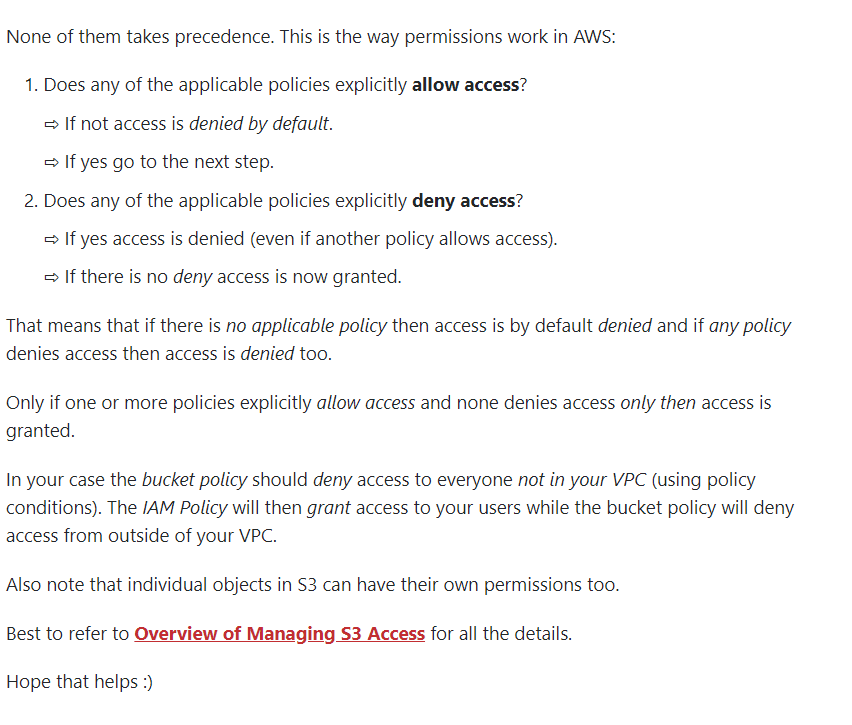 None of them takes precedence. This is the way permissions work in AWS:
1. Does any of the applicable policies explicitly allow access?
⇨ If not access is denied by default.
⇨ If yes go to the next step.
2. Does any of the applicable policies explicitly deny access?
⇨ If yes access is denied (even if another policy allows access).
⇨ If there is no deny access is now granted.
That means that if there is no applicable policy then access is by default denied and if any policy
denies access then access is denied too.
Only if one or more policies explicitly allow access and none denies access only then access is
granted.
In your case the bucket policy should deny access to everyone not in your VPC (using policy
conditions). The IAM Policy will then grant access to your users while the bucket policy will deny
access from outside of your VPC.
Also note that individual objects in S3 can have their own permissions too.
Best to refer to Overview of Managing S3 Access for all the details.
Hope that helps :)